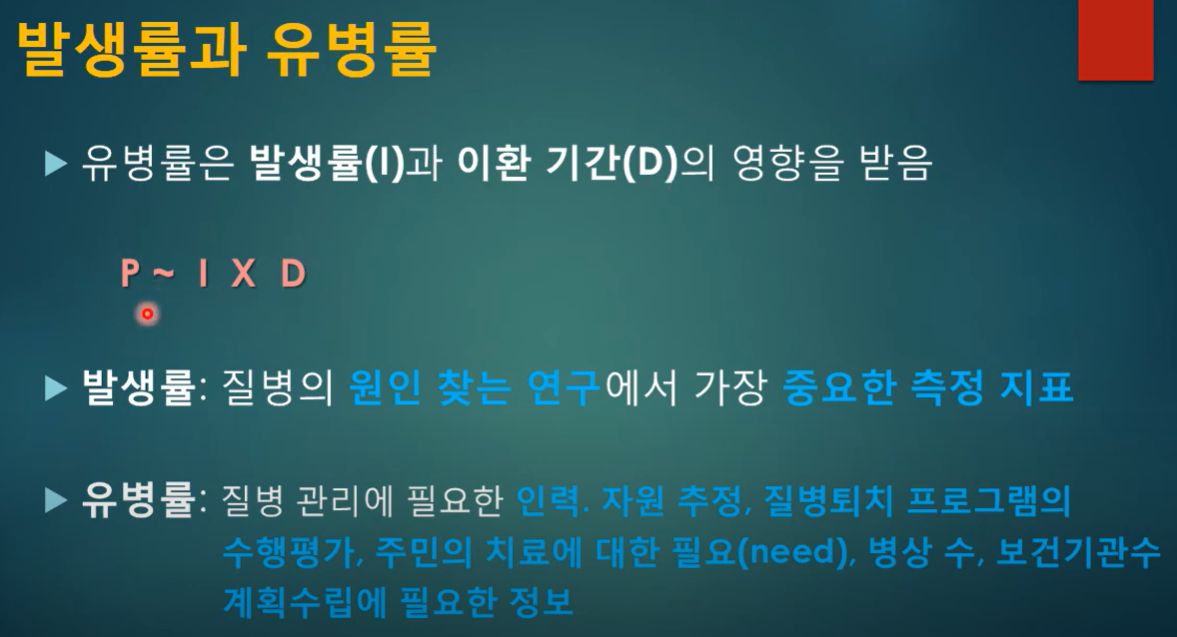 발생률과 유병률
유병률은 발생률(I)과 이환 기간(D)의 영향을 받음
P ~ I X D
발생률: 질병의 원인 찾는 연구에서 가장 중요한 측정 지표
유병률: 질병 관리에 필요한 인력. 자원 추정, 질병퇴치 프로그램의
수행평가, 주민의 치료에 대한 필요(need), 병상 수, 보건기관수
계획수립에 필요한 정보